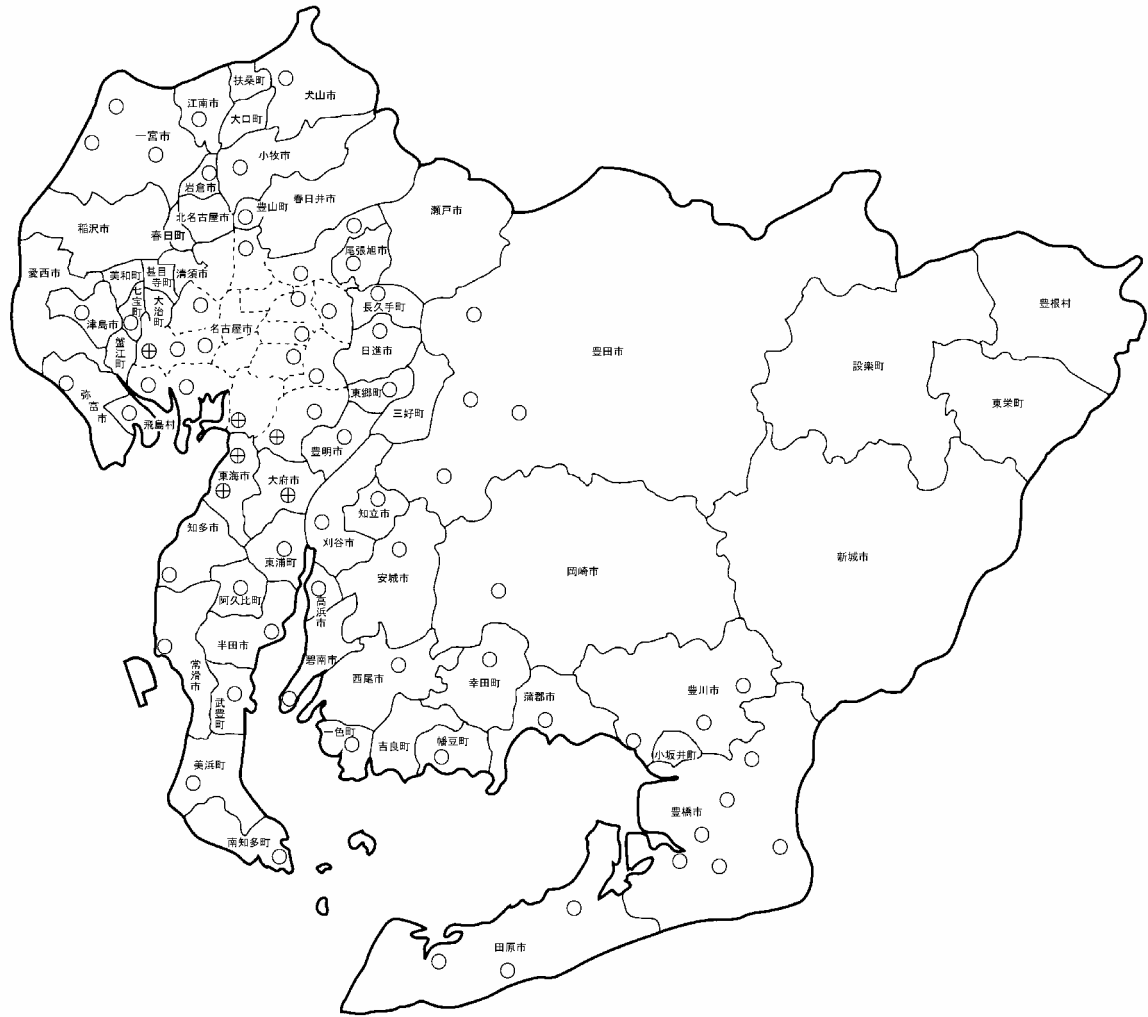 扶桑町
犬山市
江南市
大口町
一宮市
小牧市
岩倉市
春日井市
豊山町
北名古屋市
瀬戸市
稲沢市
春日町
尾張旭市
愛西市
美和町
甚目寺町
清須市
七宝町
大治町
長久手町
豊根村
津島市
名古屋市
蟹江町
日進市
豊田市
設楽町
東郷町
弥富市
三好町
東栄町
飛島村
豊明市
東海市
大府市
知立市
知多市
刈谷市
東浦町
新城市
岡崎市
安城市
阿久比町
高浜市
半田市
碧南市
常滑市
西尾市
幸田町
豊川市
蒲郡市
武豊町
一色町
吉良町
幡豆町
小坂井町
美浜町
豊橋市
南知多町
田原市